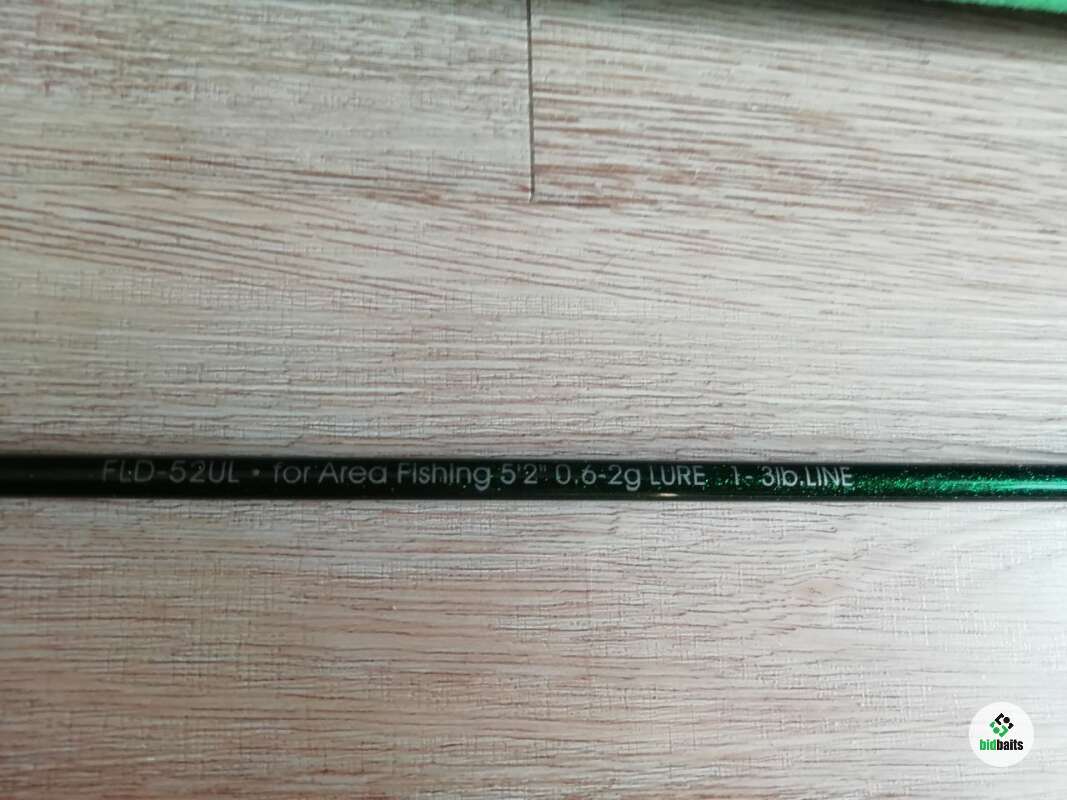 FLD-52UL • for Area Fishing 5'2" 0.6-2g LURE 1-3lb.LINE
bidbaits